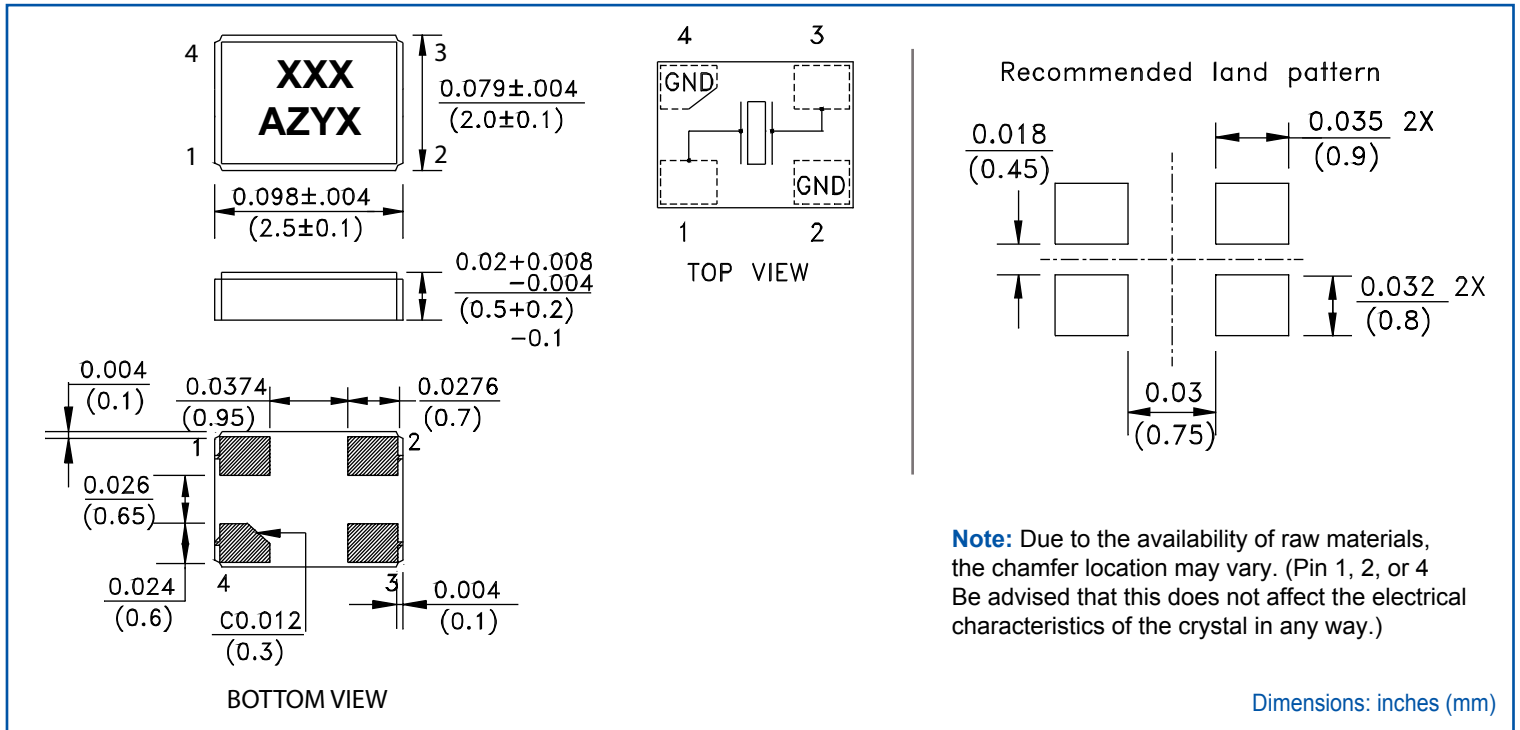 4
XXX
AZYX
3
1
2
0.079±.004
(2.0±0.1)
0.098±.004
(2.5±0.1)
0.02+0.008
-0.004
(0.5+0.2)
-0.1
4
3
GND
GND
1
2
TOP VIEW
Recommended land pattern
0.018
(0.45)
0.035 2X
(0.9)
0.032 2X
(0.8)
0.03
(0.75)
0.004
(0.1)
0.0374
(0.95)
0.0276
(0.7)
1
2
0.026
(0.65)
4
3
0.024
(0.6)
C0.012
(0.3)
0.004
(0.1)
BOTTOM VIEW
Note: Due to the availability of raw materials,
the chamfer location may vary. (Pin 1, 2, or 4
Be advised that this does not affect the electrical
characteristics of the crystal in any way.)
Dimensions: inches (mm)